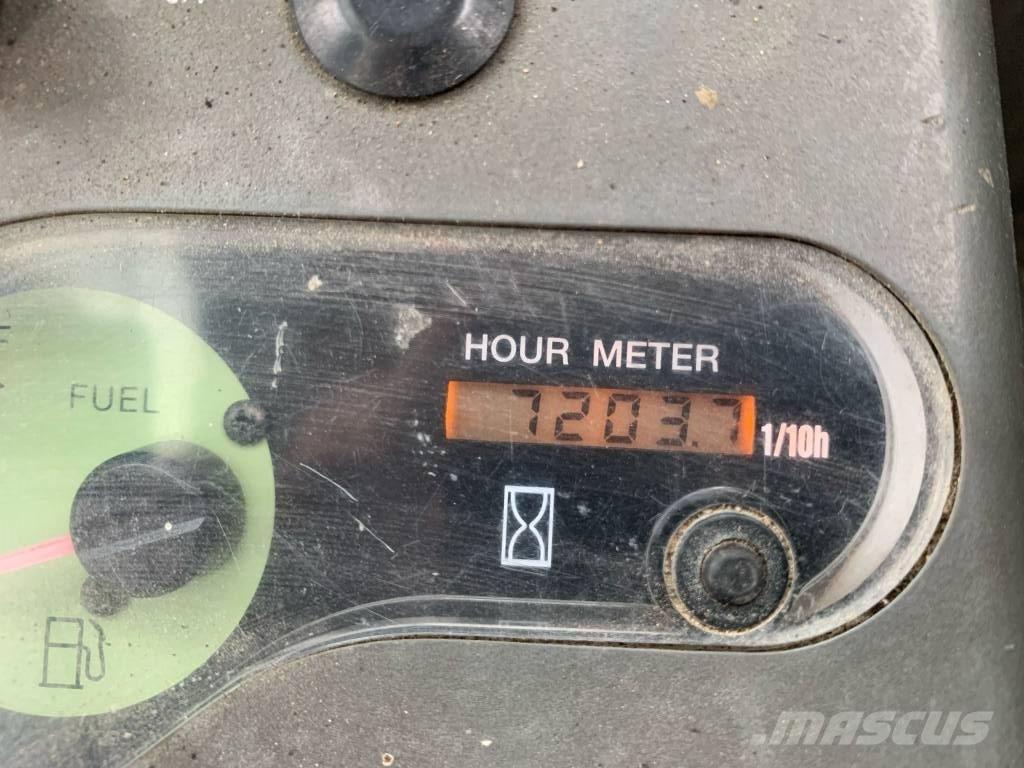 HOUR METER
7203.7 1/10h
FUEL
MASCUS